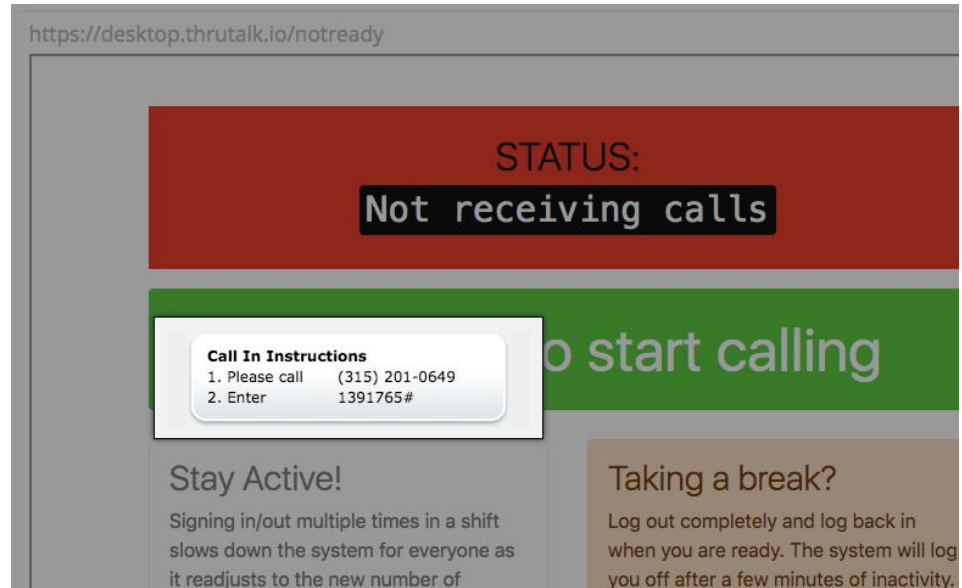 https://desktop.thrutalk.io/notready
STATUS:
Not receiving calls
o start calling
Call In Instructions
1. Please call (315) 201-0649
2. Enter 1391765#
Stay Active!
Signing in/out multiple times in a shift
slows down the system for everyone as
it readjusts to the new number of
Taking a break?
Log out completely and log back in
when you are ready. The system will log
you off after a few minutes of inactivity.